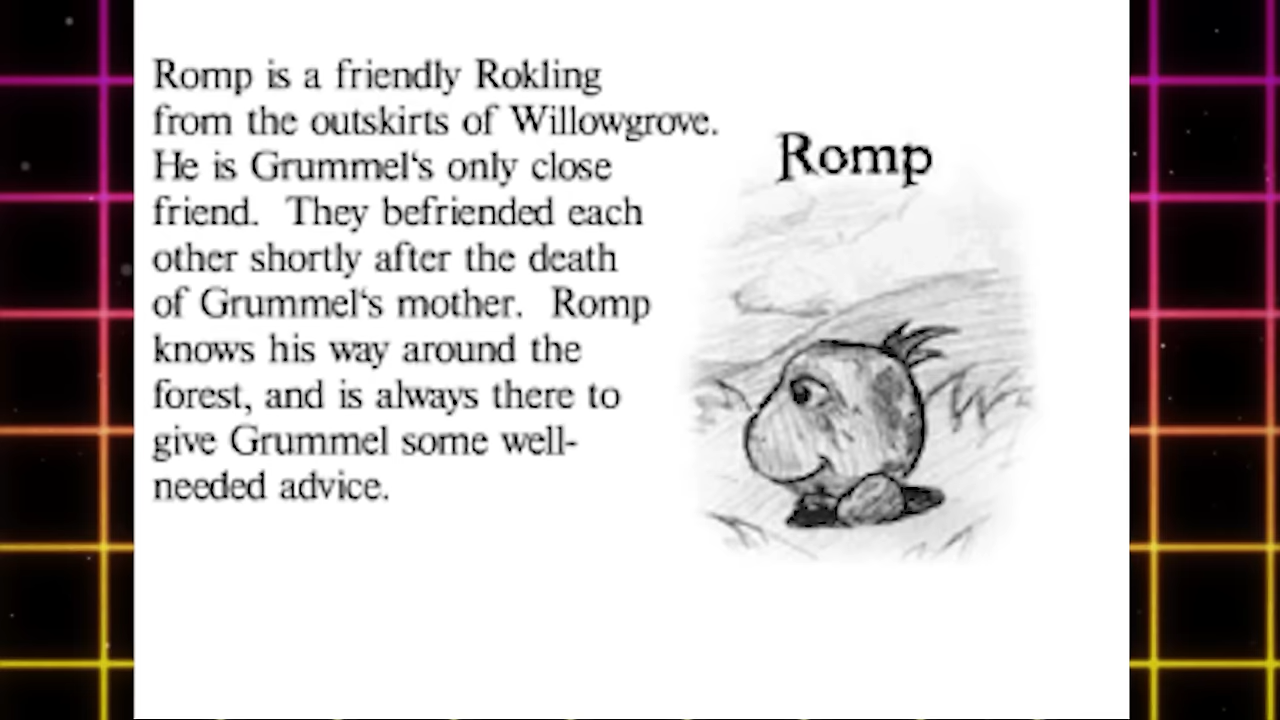 Romp is a friendly Rokling
from the outskirts of Willowgrove.
He is Grummel‘s only close
friend.  They befriended each
other shortly after the death
of Grummel‘s mother.  Romp
knows his way around the
forest, and is always there to
give Grummel some well-
needed advice.
Romp